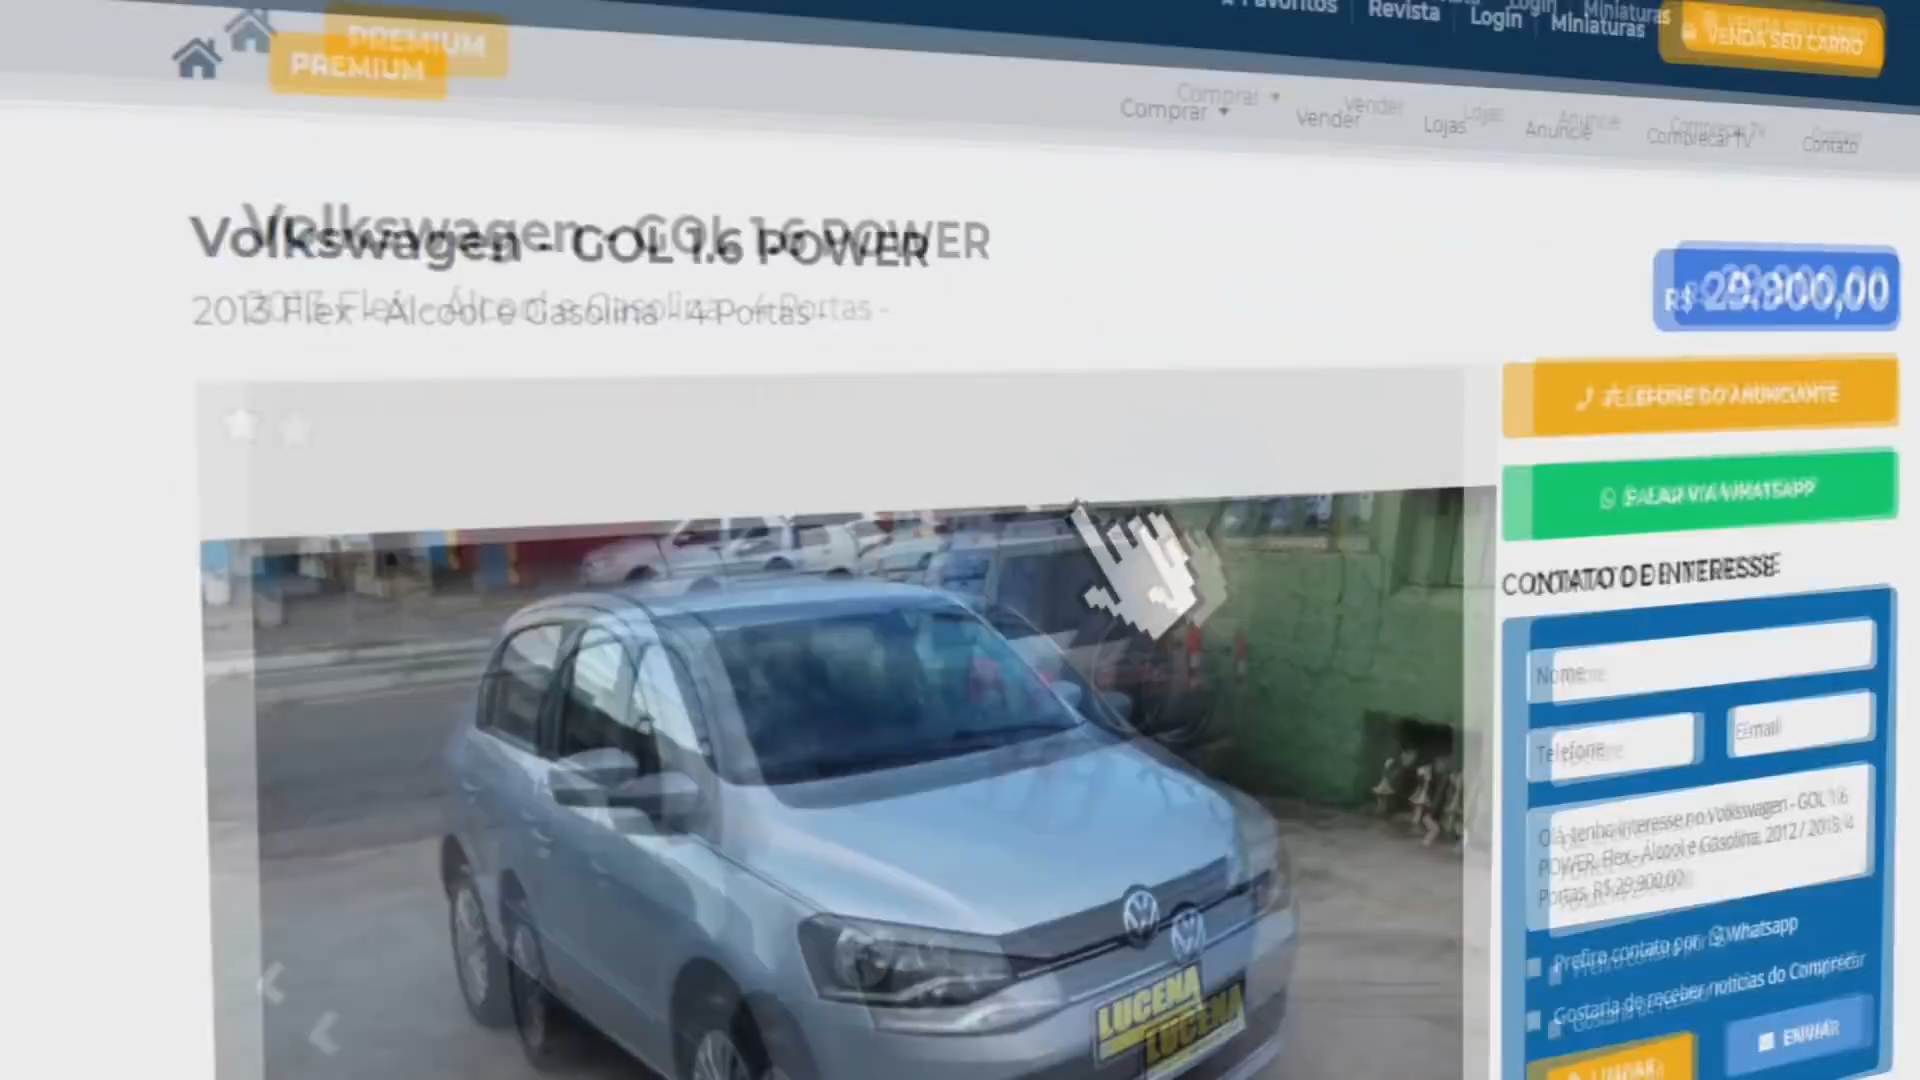 Favoritos
Revista
Login
Miniaturas
VENDA SEU CARRO
PREMIUM
Comprar
Vender
Lojas
Anuncie
Comprecar TV
Contato
Volkswagen - GOL 1.6 POWER
2013 Flex - Álcool e Gasolina - 4 Portas -
R$ 29.900,00
TELEFONE DO ANUNCIANTE
FALAR VIA WHATSAPP
CONTATO DE INTERESSE
Nome
Telefone
Email
Olá, tenho interesse no Volkswagen - GOL 1.6
POWER, Flex - Álcool e Gasolina, 2012 / 2013, 4
Portas, R$ 29.900,00
Prefiro contato por Whatsapp
Gostaria de receber notícias do Comprecar
ENVIAR
LUCENA